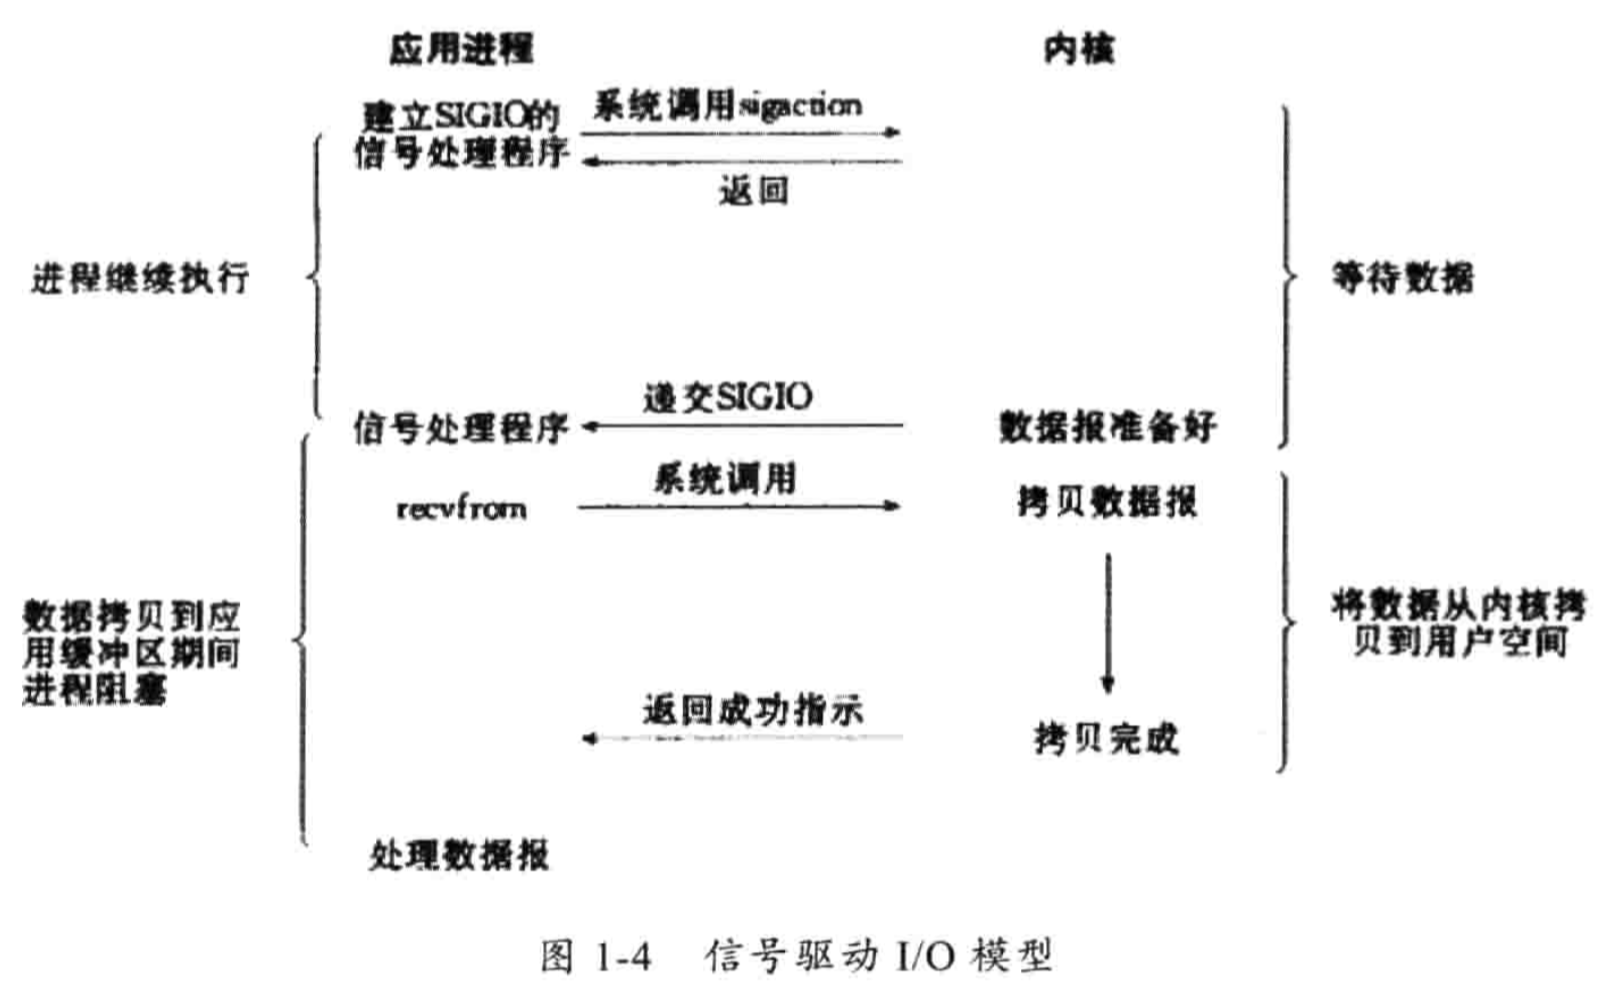 应用进程
内核
建立SIGIO的
信号处理程序
系统调用sigaction
返回
进程继续执行
等待数据
信号处理程序
递交SIGIO
数据报准备好
recvfrom
系统调用
拷贝数据报
数据拷贝到应
用缓冲区期间
进程阻塞
将数据从内核拷
贝到用户空间
返回成功指示
拷贝完成
处理数据报
图 1-4 信号驱动 I/O 模型